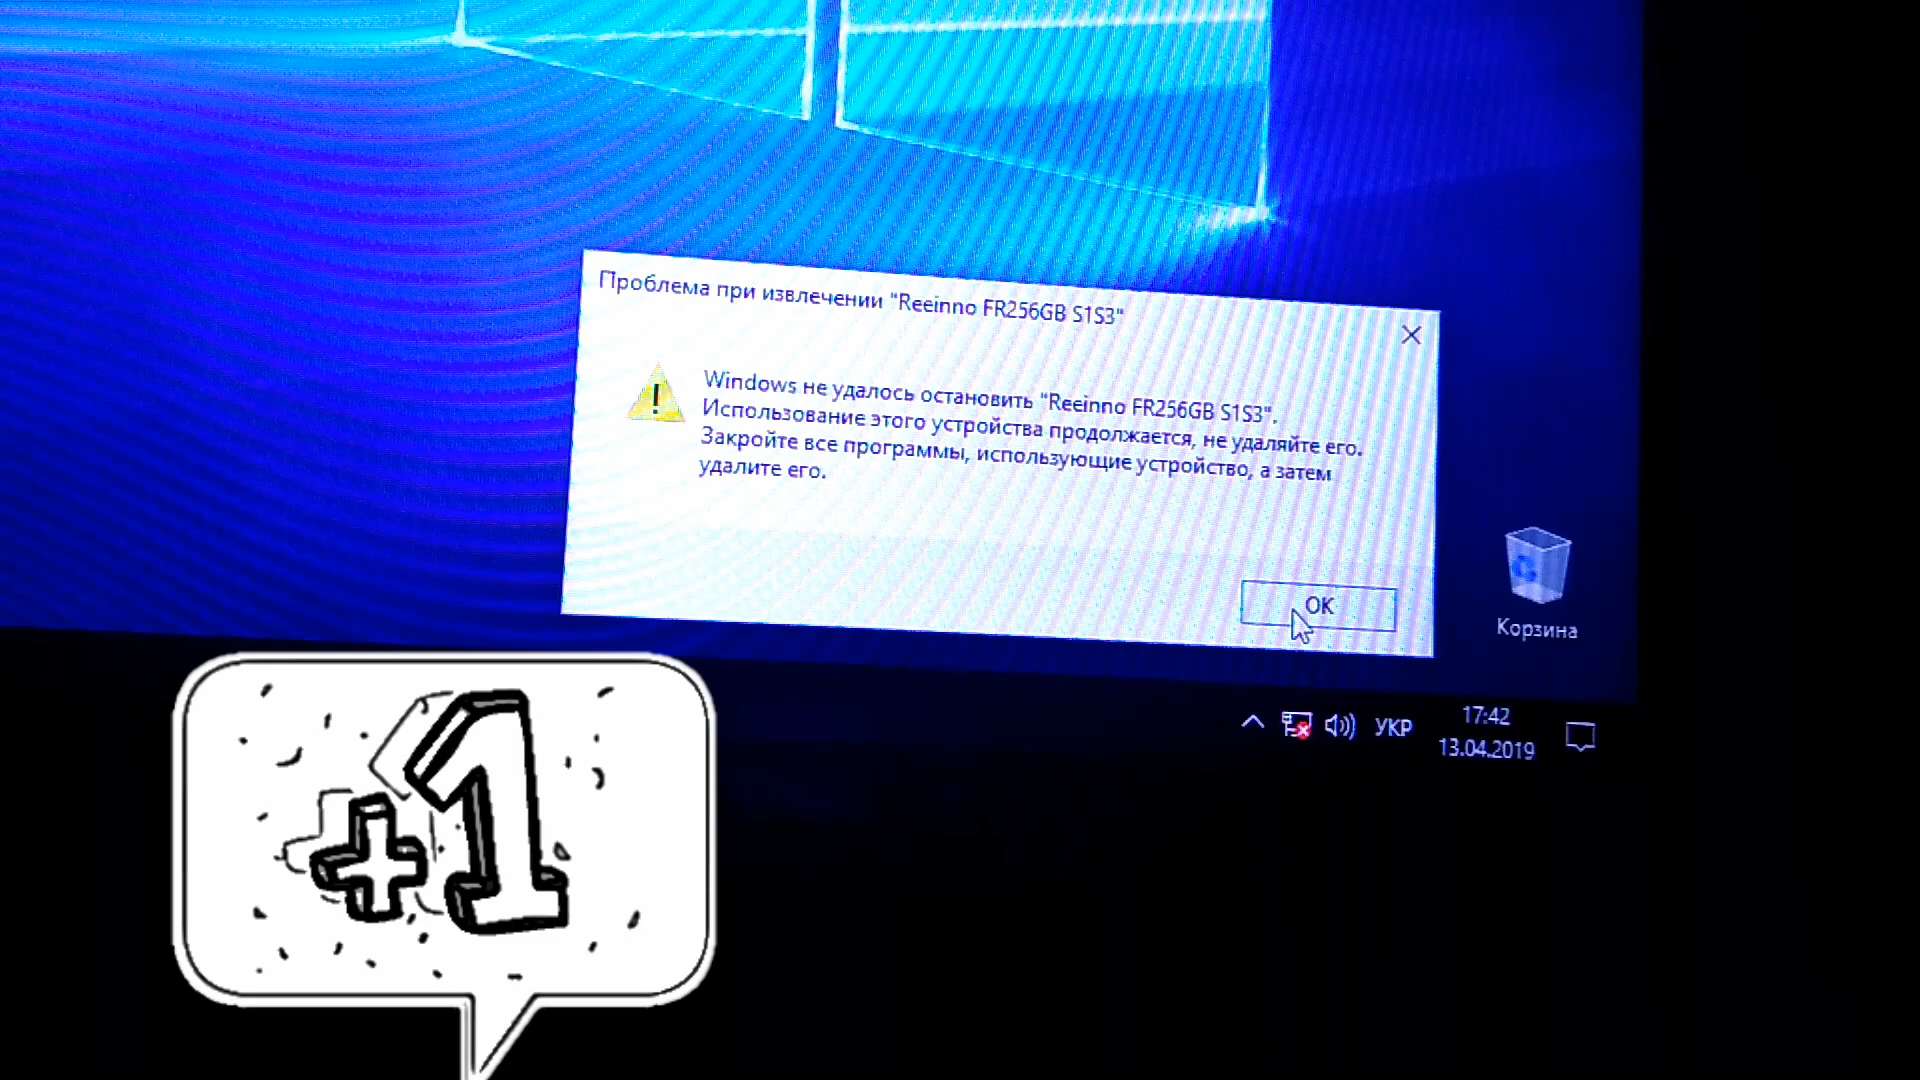 Проблема при извлечении "Reeinno FR256GB S1S3"
Windows не удалось остановить "Reeinno FR256GB S1S3".
Использование этого устройства продолжается, не удаляйте его.
Закройте все программы, использующие устройство, а затем
удалите его.
OK
Корзина
УКР
17:42
13.04.2019
+1